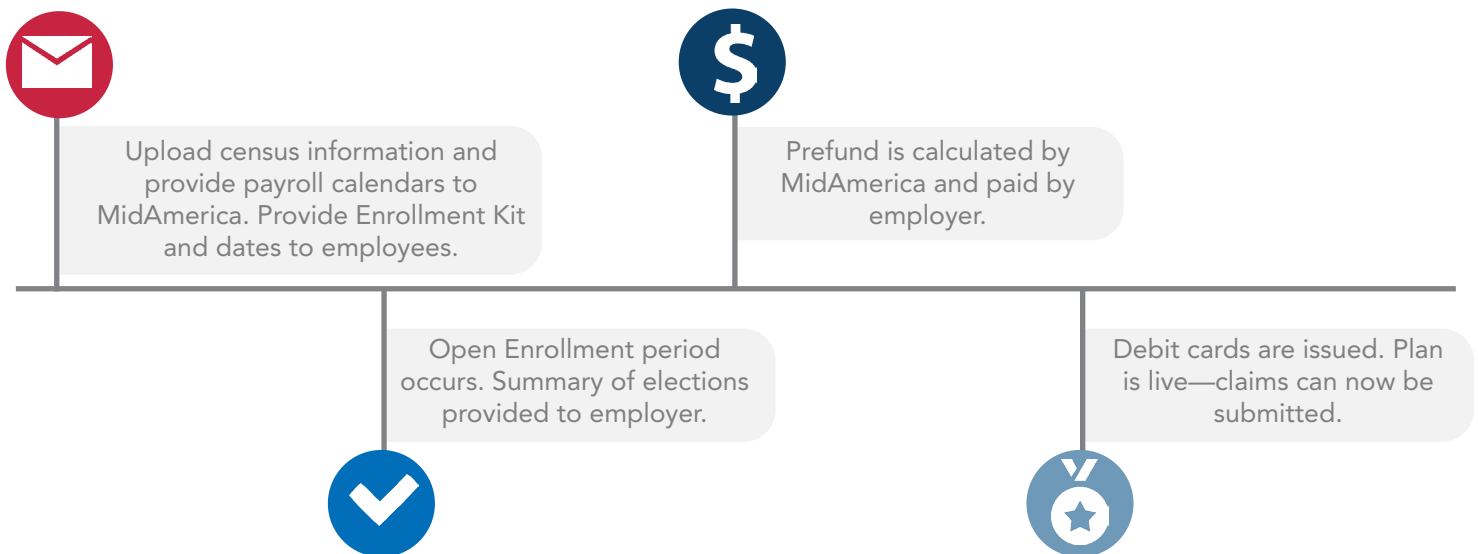 Upload census information and
provide payroll calendars to
MidAmerica. Provide Enrollment Kit
and dates to employees.
Open Enrollment period
occurs. Summary of elections
provided to employer.
Prefund is calculated by
MidAmerica and paid by
employer.
Debit cards are issued. Plan
is live—claims can now be
submitted.